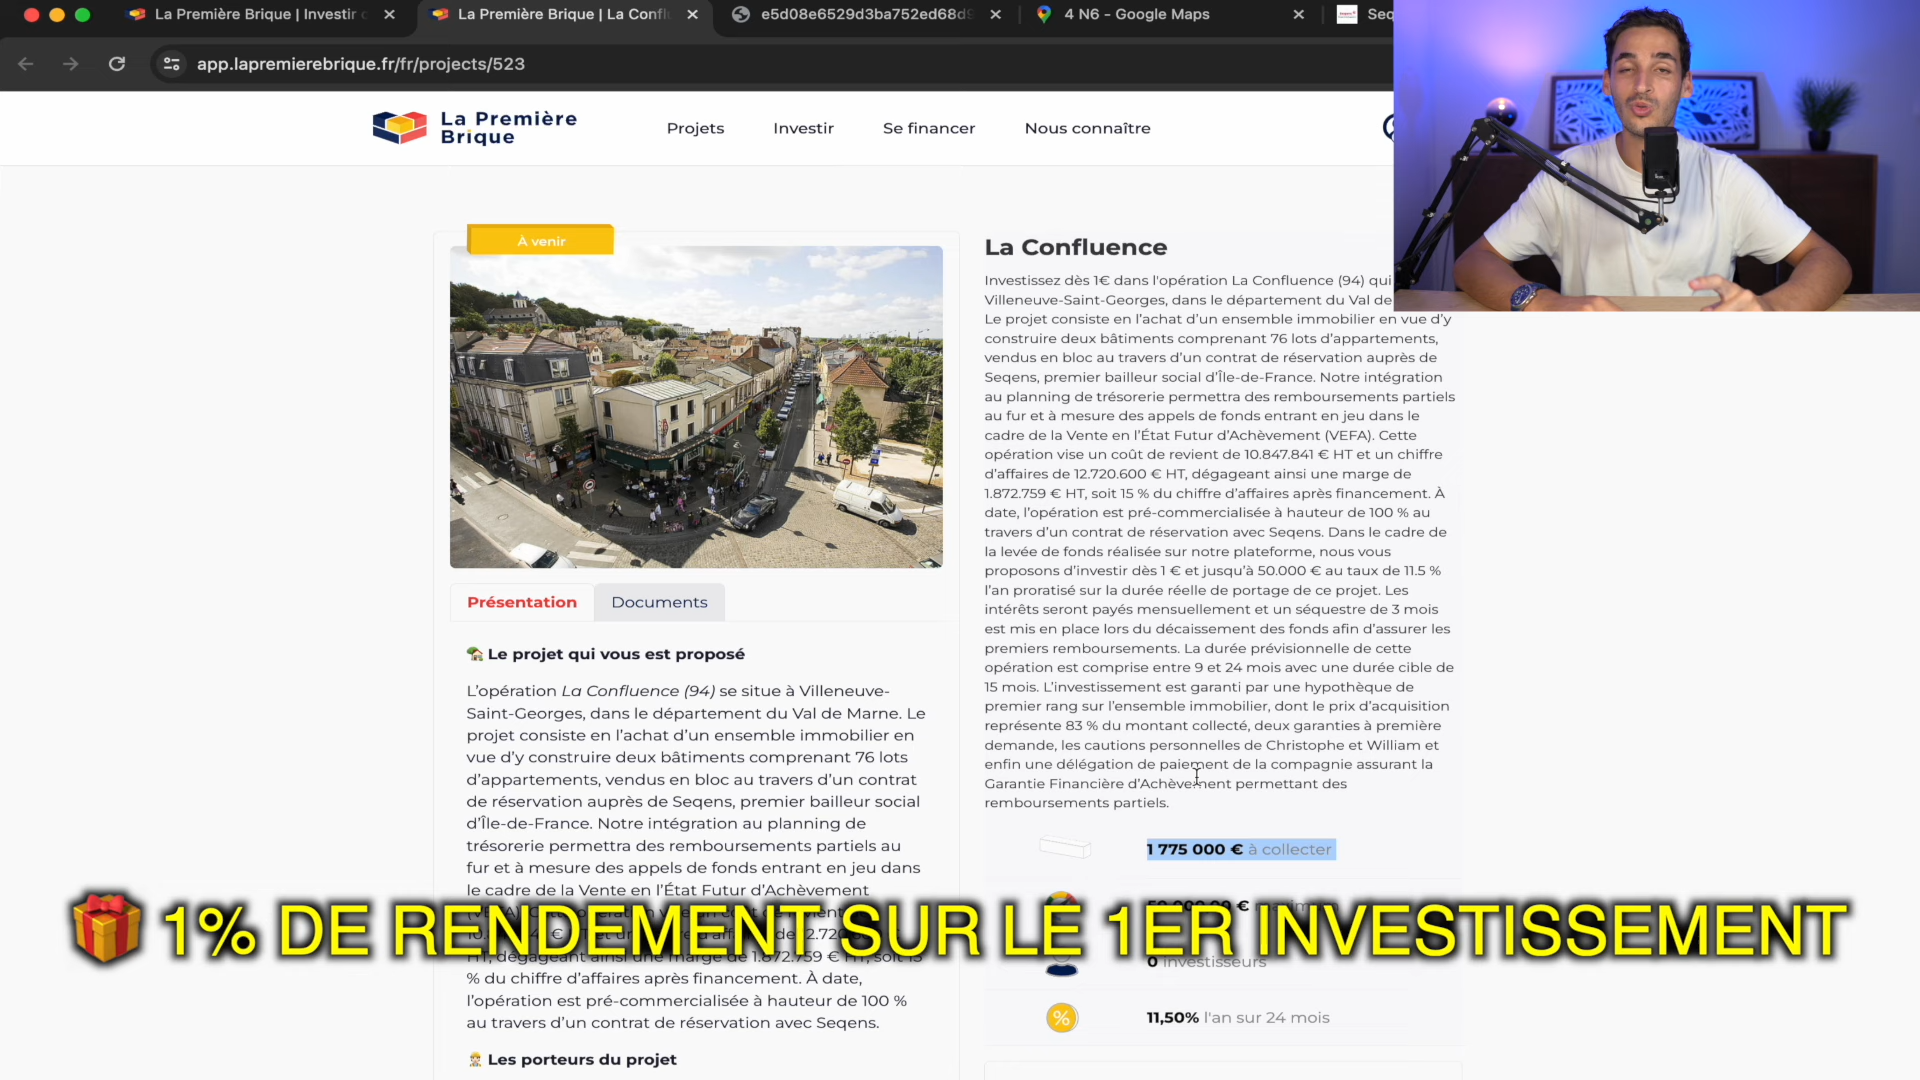 La Première Brique | Investir
La Première Brique | La Confl
e5d08e6529d3ba752ed68d9
4 N6 - Google Maps
Seq
app.lapremierebrique.fr/fr/projects/523
La Première
Brique
Projets
Investir
Se financer
Nous connaître
À venir
Présentation
Documents
Le projet qui vous est proposé
L'opération La Confluence (94) se situe à Villeneuve-
Saint-Georges, dans le département du Val de Marne. Le
projet consiste en l'achat d'un ensemble immobilier en
vue d'y construire deux bâtiments comprenant 76 lots
d'appartements, vendus en bloc au travers d'un contrat
de réservation auprès de Seqens, premier bailleur social
d'Île-de-France. Notre intégration au planning de
trésorerie permettra des remboursements partiels au
fur et à mesure des appels de fonds entrant en jeu dans
le cadre de la Vente en l'État Futur d'Achèvement
HT, dégageant ainsi une marge de 1.872.759 € HT, soit 15
% du chiffre d'affaires après financement. À date,
l'opération est pré-commercialisée à hauteur de 100 %
au travers d'un contrat de réservation avec Seqens.
Les porteurs du projet
La Confluence
Investissez dès 1€ dans l'opération La Confluence (94) qui
Villeneuve-Saint-Georges, dans le département du Val de
Le projet consiste en l'achat d'un ensemble immobilier en vue d'y
construire deux bâtiments comprenant 76 lots d'appartements,
vendus en bloc au travers d'un contrat de réservation auprès de
Seqens, premier bailleur social d'Île-de-France. Notre intégration
au planning de trésorerie permettra des remboursements partiels
au fur et à mesure des appels de fonds entrant en jeu dans le
cadre de la Vente en l'État Futur d'Achèvement (VEFA). Cette
opération vise un coût de revient de 10.847.841 € HT et un chiffre
d'affaires de 12.720.600 € HT, dégageant ainsi une marge de
1.872.759 € HT, soit 15 % du chiffre d'affaires après financement. À
date, l'opération est pré-commercialisée à hauteur de 100 % au
travers d'un contrat de réservation avec Seqens. Dans le cadre de
la levée de fonds réalisée sur notre plateforme, nous vous
proposons d'investir dès 1 € et jusqu'à 50.000 € au taux de 11.5 %
l'an proratisé sur la durée réelle de portage de ce projet. Les
intérêts seront payés mensuellement et un séquestre de 3 mois
est mis en place lors du décaissement des fonds afin d'assurer les
premiers remboursements. La durée prévisionnelle de cette
opération est comprise entre 9 et 24 mois avec une durée cible de
15 mois. L'investissement est garanti par une hypothèque de
premier rang sur l'ensemble immobilier, dont le prix d'acquisition
représente 83 % du montant collecté, deux garanties à première
demande, les cautions personnelles de Christophe et William et
enfin une délégation de paiement de la compagnie assurant la
Garantie Financière d'Achèvement permettant des
remboursements partiels.
1 775 000 € à collecter
1% DE RENDEMENT SUR LE 1ER INVESTISSEMENT
0 investisseurs
% 11,50% l'an sur 24 mois